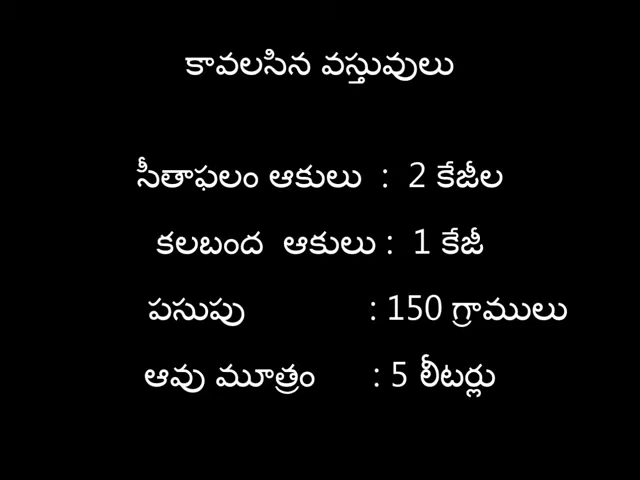 కావలసిన వస్తువులు
సీతాఫలం ఆకులు : 2 కేజీల
కలబంద ఆకులు : 1 కేజీ
పసుపు : 150 గ్రాములు
ఆవు మూత్రం : 5 లీటర్లు